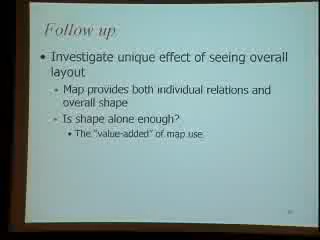 Follow up
• Investigate unique effect of seeing overall
layout
- Map provides both individual relations and
overall shape
- Is shape alone enough?
• The "value-added" of map use